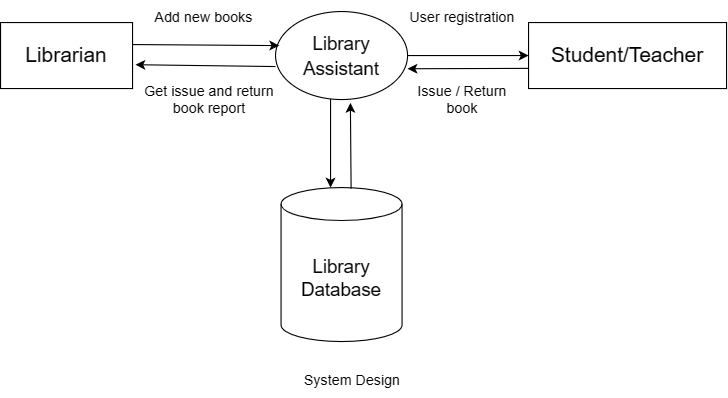 Add new books
User registration
Librarian
Library
Assistant
Student/Teacher
Get issue and return
book report
Issue / Return
book
Library
Database
System Design